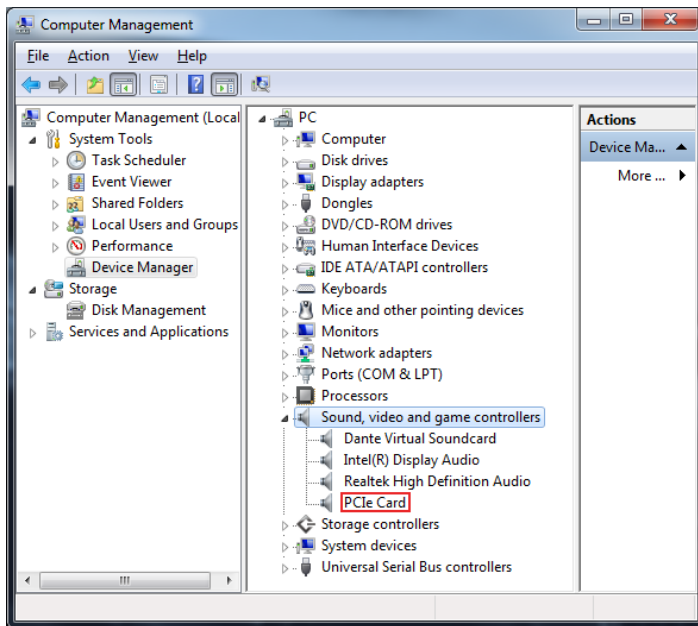 Computer Management
File Action View Help
Computer Management (Local
System Tools
Task Scheduler
Event Viewer
Shared Folders
Local Users and Groups
Performance
Device Manager
Storage
Disk Management
Services and Applications
PC
Computer
Disk drives
Display adapters
Dongles
DVD/CD-ROM drives
Human Interface Devices
IDE ATA/ATAPI controllers
Keyboards
Mice and other pointing devices
Monitors
Network adapters
Ports (COM & LPT)
Processors
Sound, video and game controllers
Dante Virtual Soundcard
Intel(R) Display Audio
Realtek High Definition Audio
PCIe Card
Storage controllers
System devices
Universal Serial Bus controllers
Actions
Device Ma...
More ...